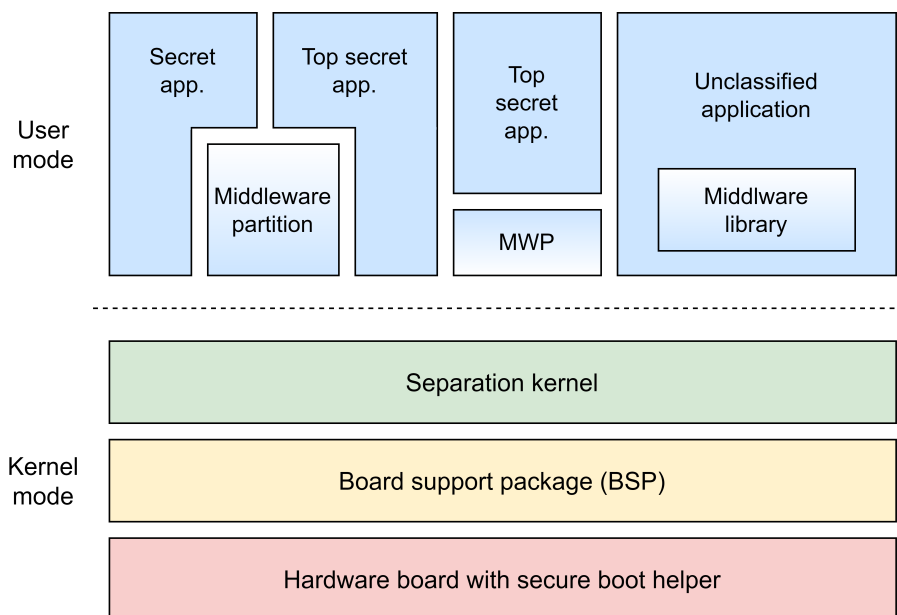 Secret
app.
Top secret
app.
Top
secret
app.
Unclassified
application
User
mode
Middleware
partition
MWP
Middlware
library
Separation kernel
Kernel
mode
Board support package (BSP)
Hardware board with secure boot helper